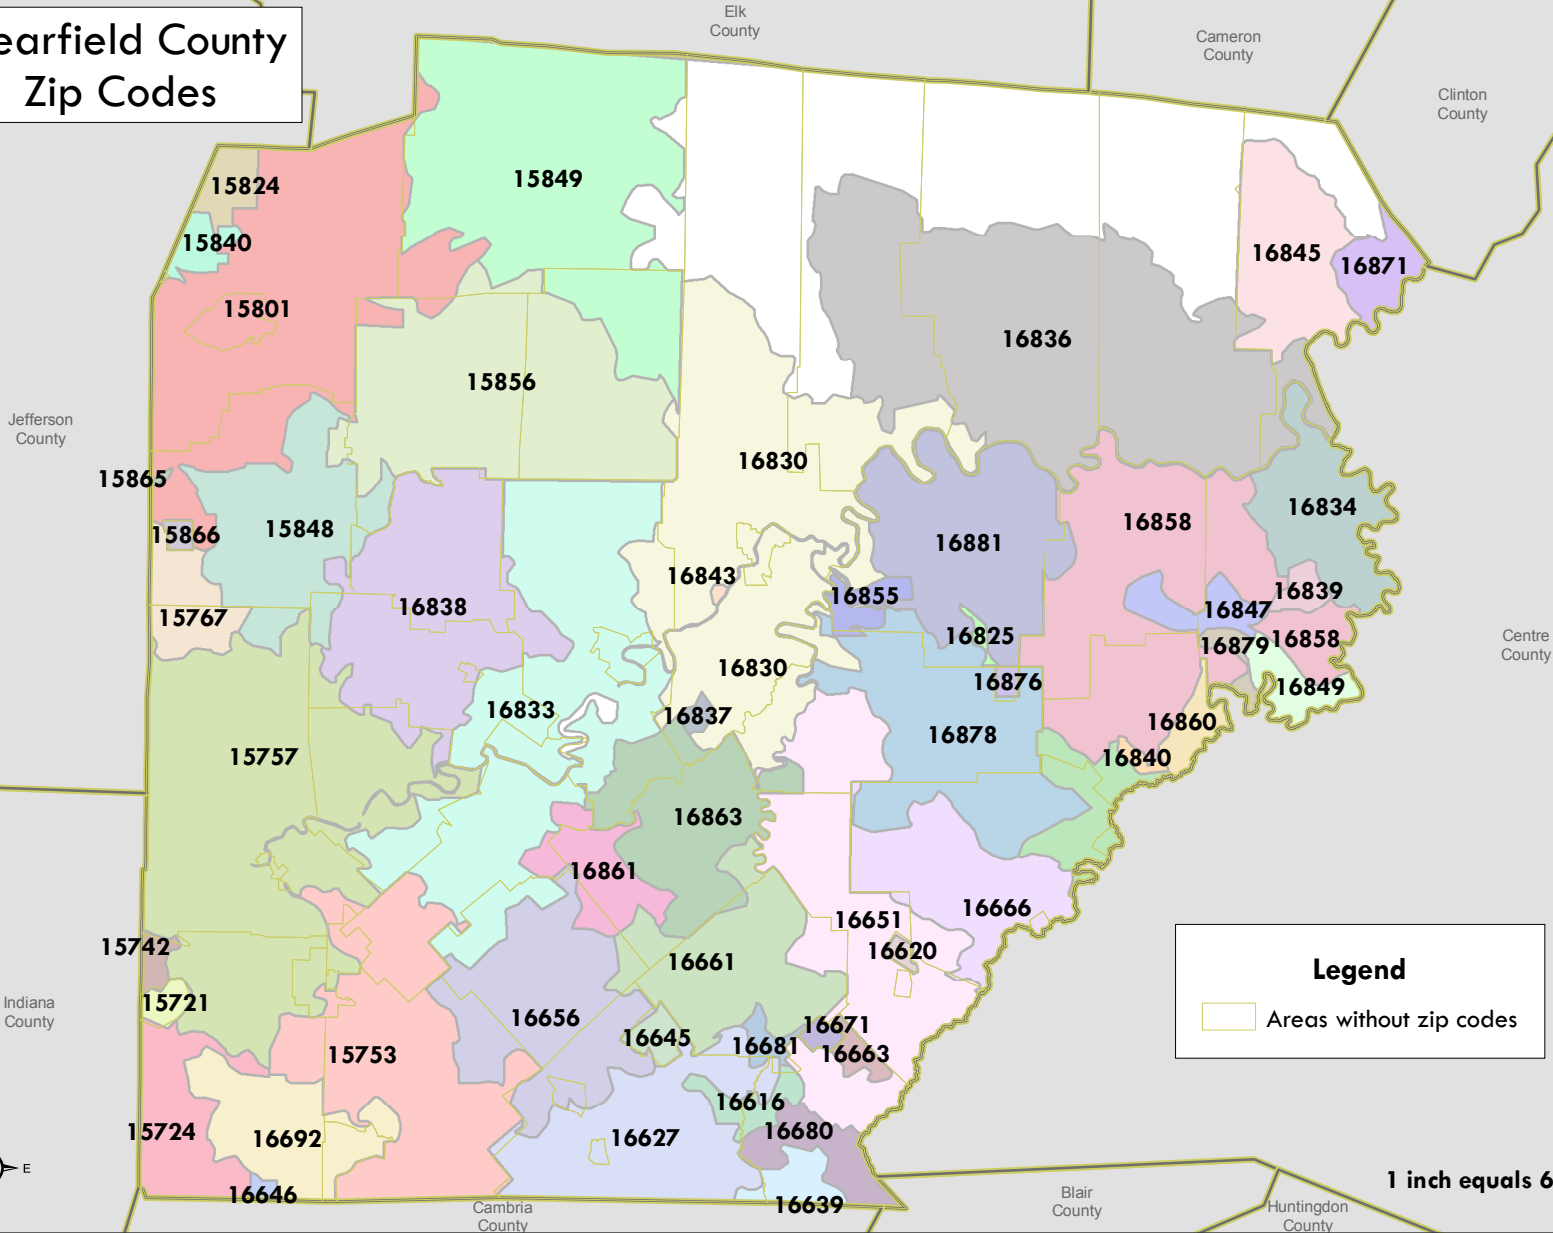 earfield County
Zip Codes
Elk
County
Cameron
County
Clinton
County
15849
15824
15840
16845
16871
15801
16836
15856
Jefferson
County
16830
15865
16834
16858
15866
15848
16881
16843
16855
16839
16838
16847
15767
16825
16879
16858
Centre
County
16830
16876
16849
16833
16837
16860
16878
15757
16840
16863
16861
16666
16651
15742
16620
16661
Legend
Areas without zip codes
15721
Indiana
County
16656
16671
16645
16681
15753
16663
16616
15724
16692
16627
16680
E
1 inch equals 6
16646
16639
Cambria
County
Blair
County
Huntingdon
County